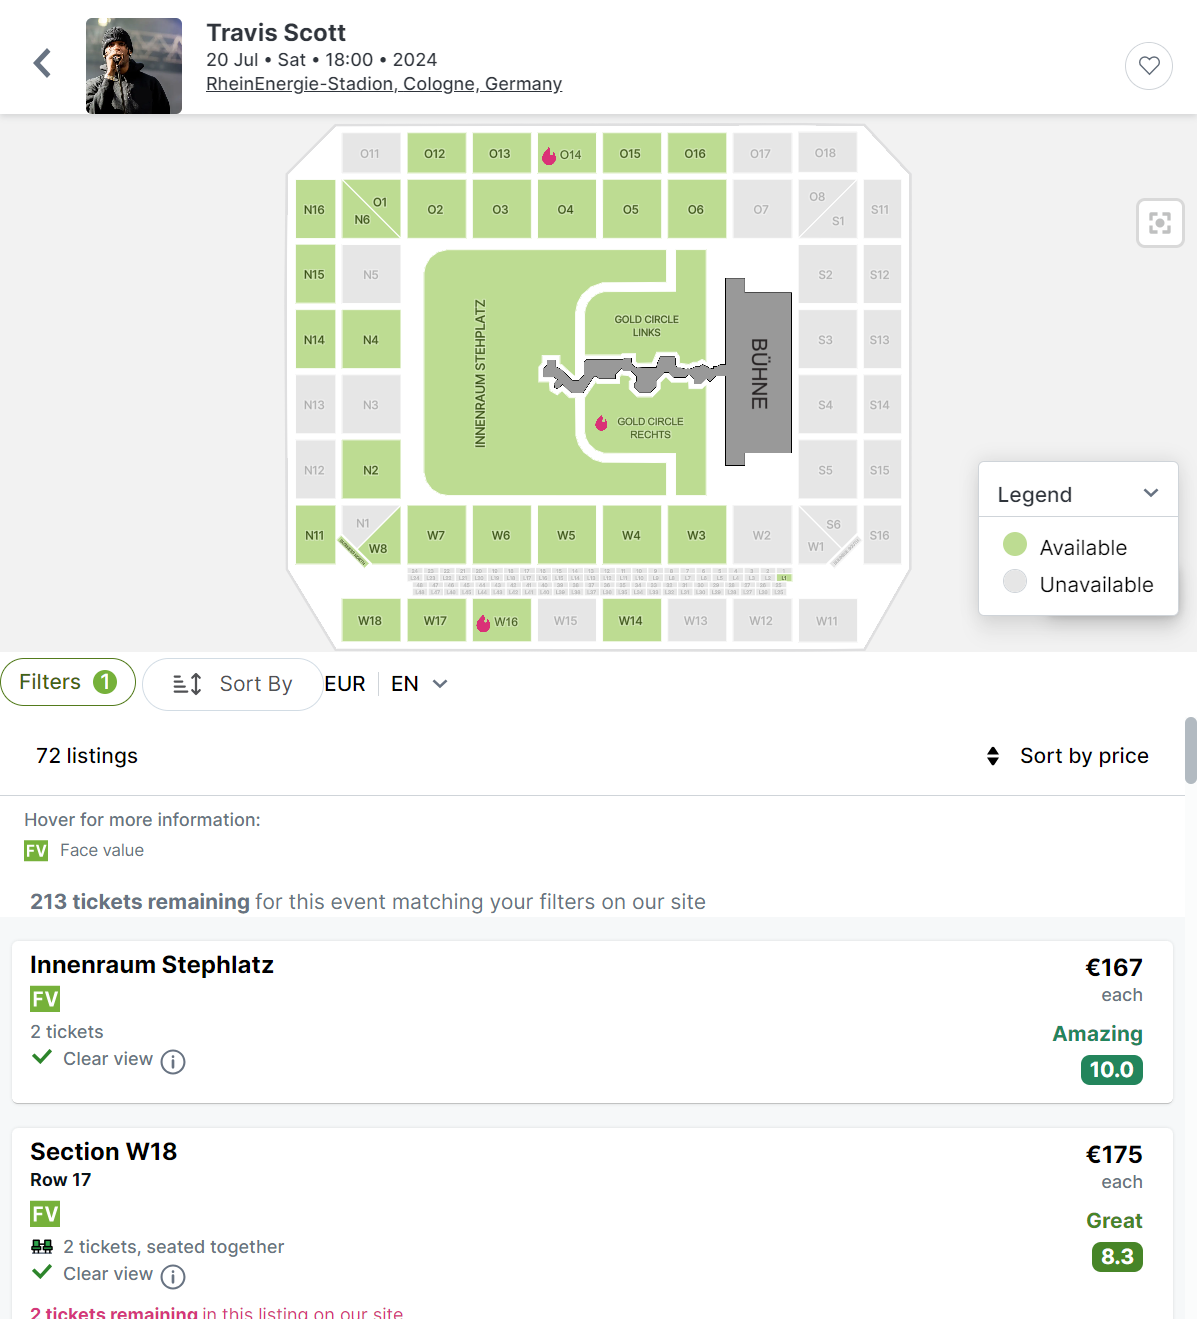 Travis Scott
20 Jul • Sat • 18:00 • 2024
RheinEnergie-Stadion, Cologne, Germany
O11
O12
O13
O14
O15
O16
O17
O18
N16
O1
N6
O2
O3
O4
O5
O6
O7
O8
S1
S11
N15
N5
S2
S12
N14
N4
S3
S13
N13
N3
S4
S14
N12
N2
S5
S15
INNENRAUM STEHPLATZ
GOLD CIRCLE
LINKS
GOLD CIRCLE
RECHTS
BÜHNE
N11
N1
W8
W7
W6
W5
W4
W3
W2
S6
W1
S16
W18
W17
W16
W15
W14
W13
W12
W11
Legend
Available
Unavailable
Filters 1
Sort By
EUR
EN
72 listings
Sort by price
Hover for more information:
FV Face value
213 tickets remaining for this event matching your filters on our site
Innenraum Stephlatz
€167
each
FV
2 tickets
Clear view
Amazing
10.0
Section W18
Row 17
€175
each
FV
2 tickets, seated together
Clear view
Great
8.3
2 tickets remaining in this listing on our site